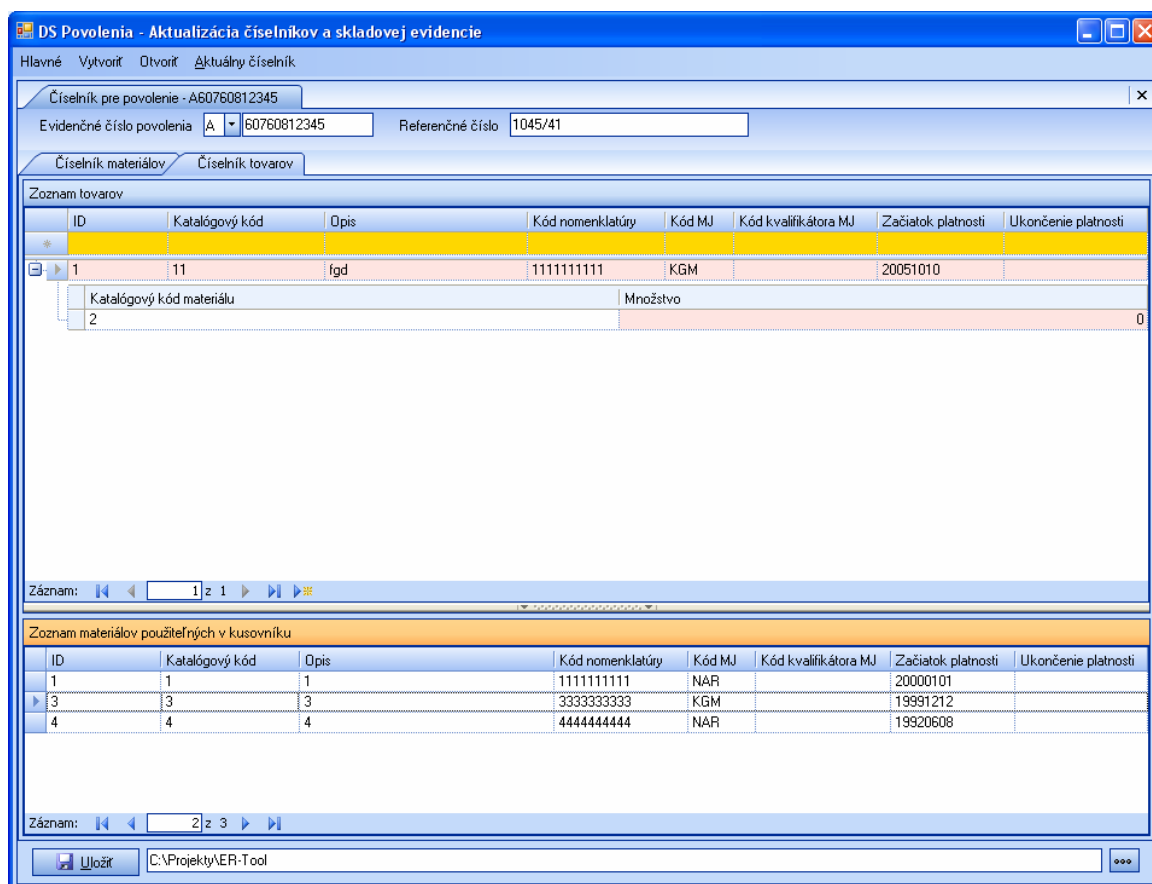 DS Povolenia - Aktualizácia číselníkov a skladovej evidencie
Hlavné Vytvoriť Otvoriť Aktuálny číselník
Číselník pre povolenie - A60760812345
Evidenčné číslo povolenia A 60760812345 Referenčné číslo 1045/41
Číselník materiálov Číselník tovarov
Zoznam tovarov
ID Katalógový kód Opis Kód nomenklatúry Kód MJ Kód kvalifikátora MJ Začiatok platnosti Ukončenie platnosti
1 11 fgd 1111111111 KGM 20051010
Katalógový kód materiálu Množstvo
2 0
Záznam: 1 z 1
Zoznam materiálov použiteľných v kusovníku
ID Katalógový kód Opis Kód nomenklatúry Kód MJ Kód kvalifikátora MJ Začiatok platnosti Ukončenie platnosti
1 1 1 1111111111 NAR 20000101
3 3 3 3333333333 KGM 19991212
4 4 4 4444444444 NAR 19920608
Záznam: 2 z 3
Uložiť C:\Projekty\ER-Tool